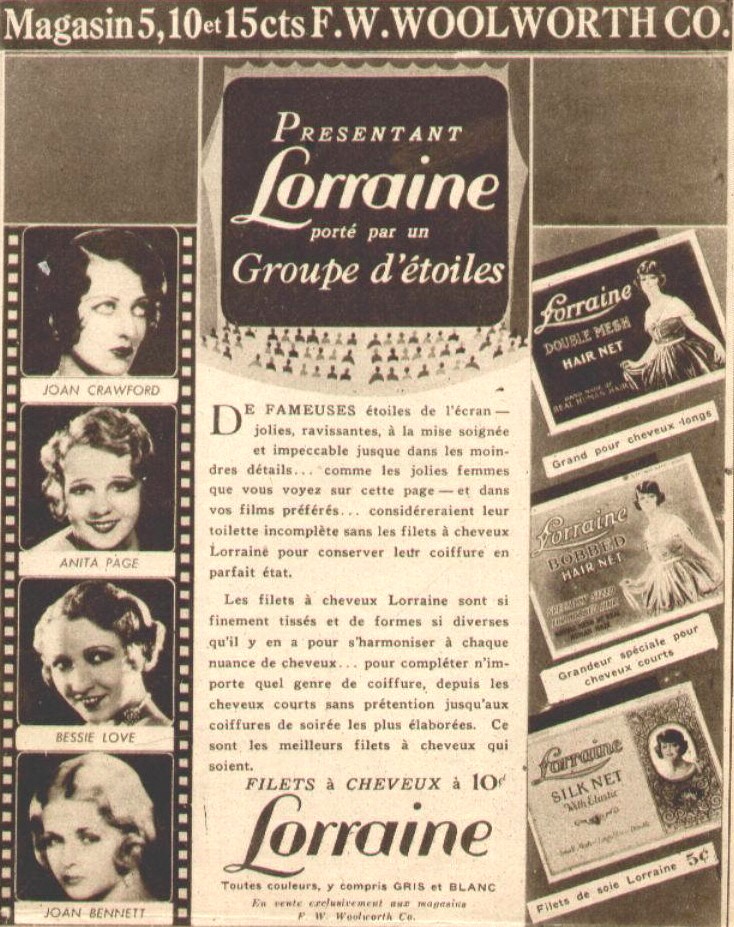 Magasin 5, 10 et 15 cts F. W. WOOLWORTH CO.
PRESENTANT
Lorraine
porté par un
Groupe d'étoiles
JOAN CRAWFORD
ANITA PAGE
BESSIE LOVE
JOAN BENNETT
DE FAMEUSES étoiles de l'écran —
jolies, ravissantes, à la mise soignée
et impeccable jusque dans les moin-
dres détails... comme les jolies femmes
que vous voyez sur cette page — et dans
vos films préférés... considéreraient leur
toilette incomplète sans les filets à cheveux
Lorraine pour conserver leur coiffure en
parfait état.
Les filets à cheveux Lorraine sont si
finement tissés et de formes si diverses
qu'il y en a pour s'harmoniser à chaque
nuance de cheveux... pour compléter n'im-
porte quel genre de coiffure, depuis les
cheveux courts sans prétention jusqu'aux
coiffures de soirée les plus élaborées. Ce
sont les meilleurs filets à cheveux qui
soient.
FILETS à CHEVEUX à 10¢
Lorraine
Toutes couleurs, y compris GRIS et BLANC
En vente exclusivement aux magasins
F. W. Woolworth Co.
Lorraine
DOUBLE MESH
HAIR NET
HAND MADE OF
REAL HUMAN HAIR
Grand pour cheveux longs
Lorraine
BOBBED
HAIR NET
Grandeur spéciale pour
cheveux courts
Lorraine
SILK NET
With Elastic
Filets de soie Lorraine 5¢